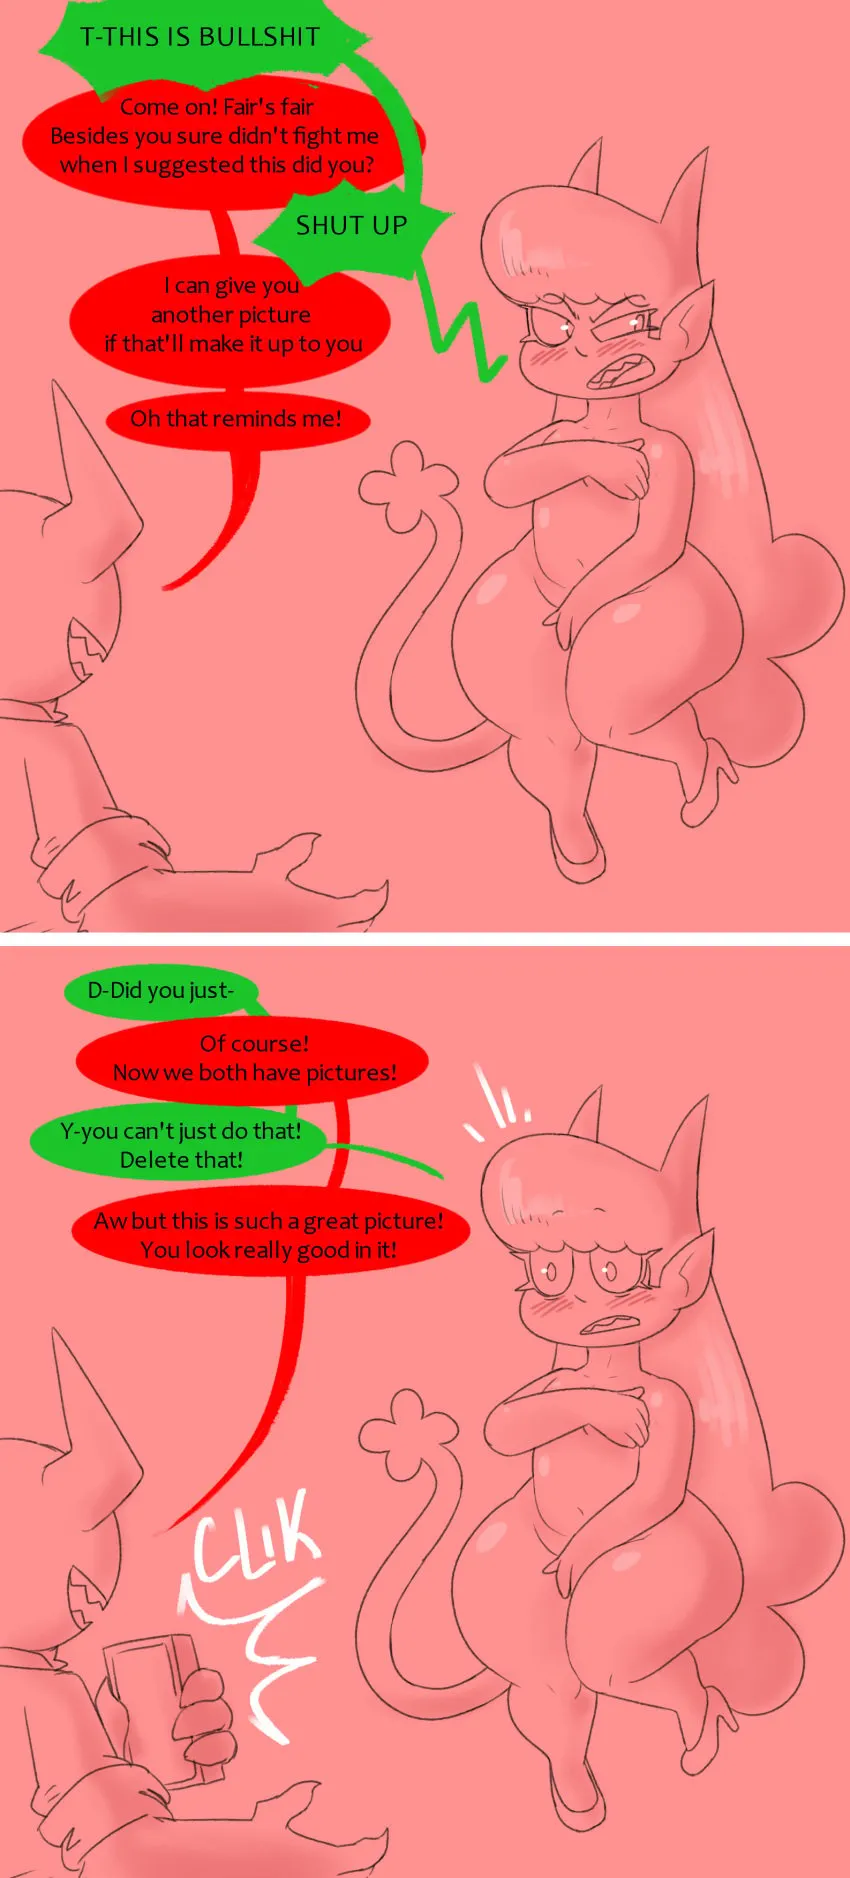 T-THIS IS BULLSHIT
Come on! Fair's fair
Besides you sure didn't fight me
when I suggested this did you?
SHUT UP
I can give you
another picture
if that'll make it up to you
Oh that reminds me!
D-Did you just-
Of course!
Now we both have pictures!
Y-you can't just do that!
Delete that!
Aw but this is such a great picture!
You look really good in it!
CLIK